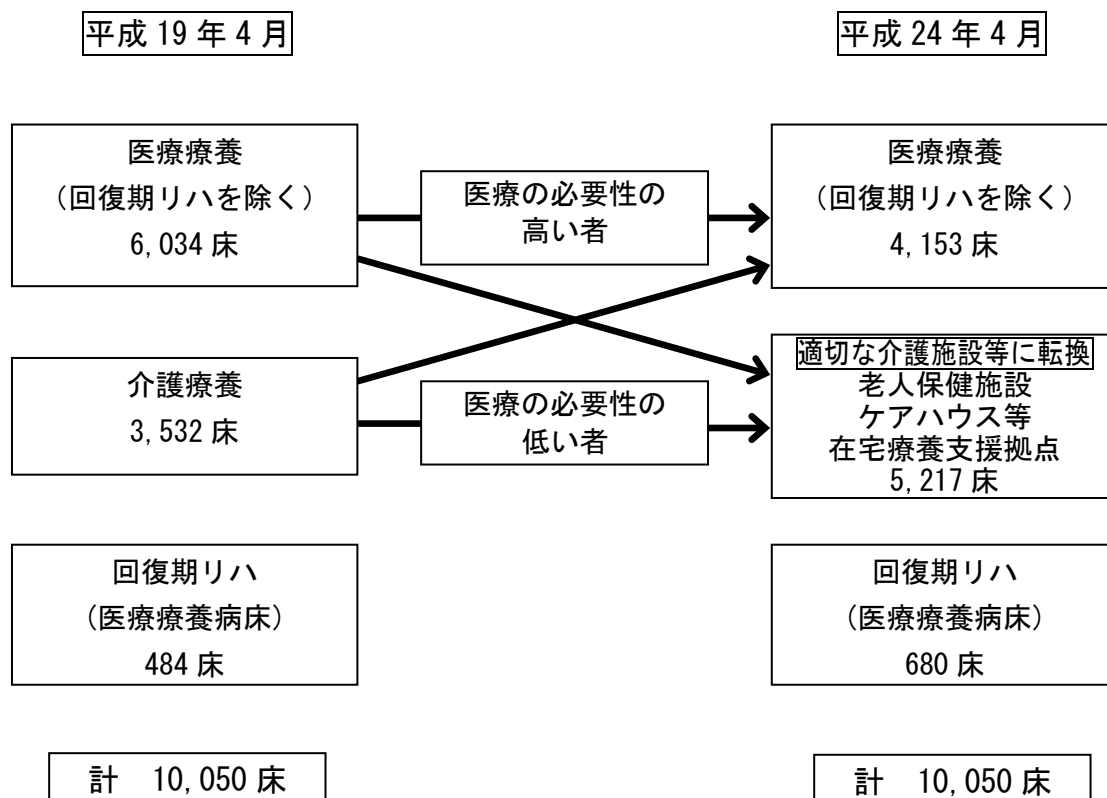 平成 19 年 4 月
平成 24 年 4 月
医療療養
（回復期リハを除く）
6,034 床
医療の必要性の
高い者
医療療養
（回復期リハを除く）
4,153 床
介護療養
3,532 床
医療の必要性の
低い者
適切な介護施設等に転換
老人保健施設
ケアハウス等
在宅療養支援拠点
5,217 床
回復期リハ
（医療療養病床）
484 床
回復期リハ
（医療療養病床）
680 床
計　10,050 床
計　10,050 床